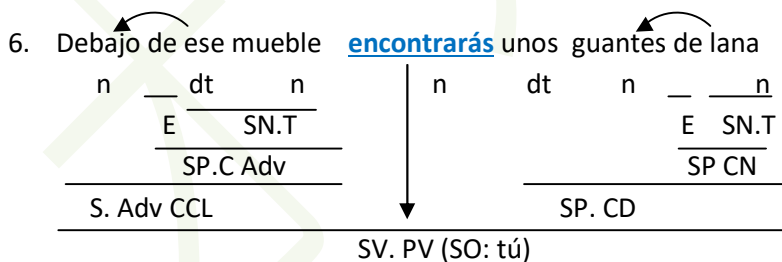 6. Debajo de ese mueble encontrarás unos guantes de lana
n dt n n dt n n
E SN.T E SN.T
SP.C Adv SP CN
S. Adv CCL SP. CD
SV. PV (SO: tú)